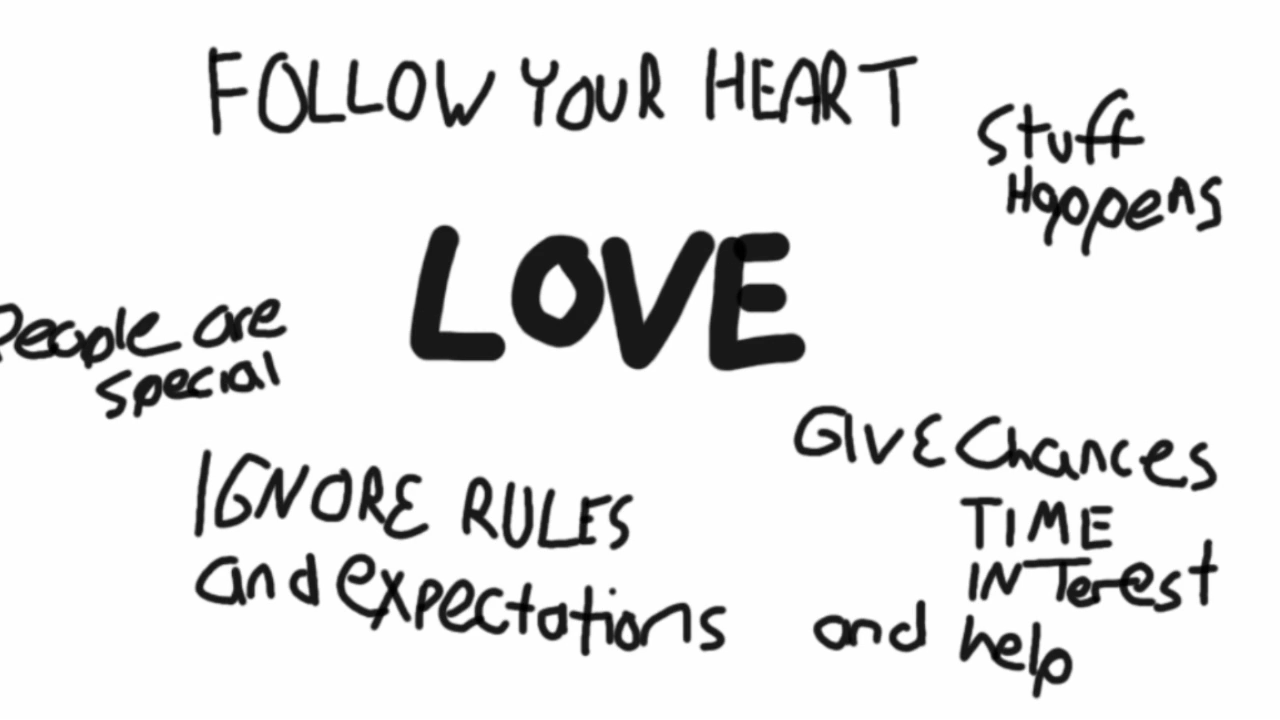 FOLLOW YOUR HEART
Stuff
HappenS
LOVE
People are
special
GIVE Chances
TIME
INTerest
and help
IGNORE RULES
and expectations